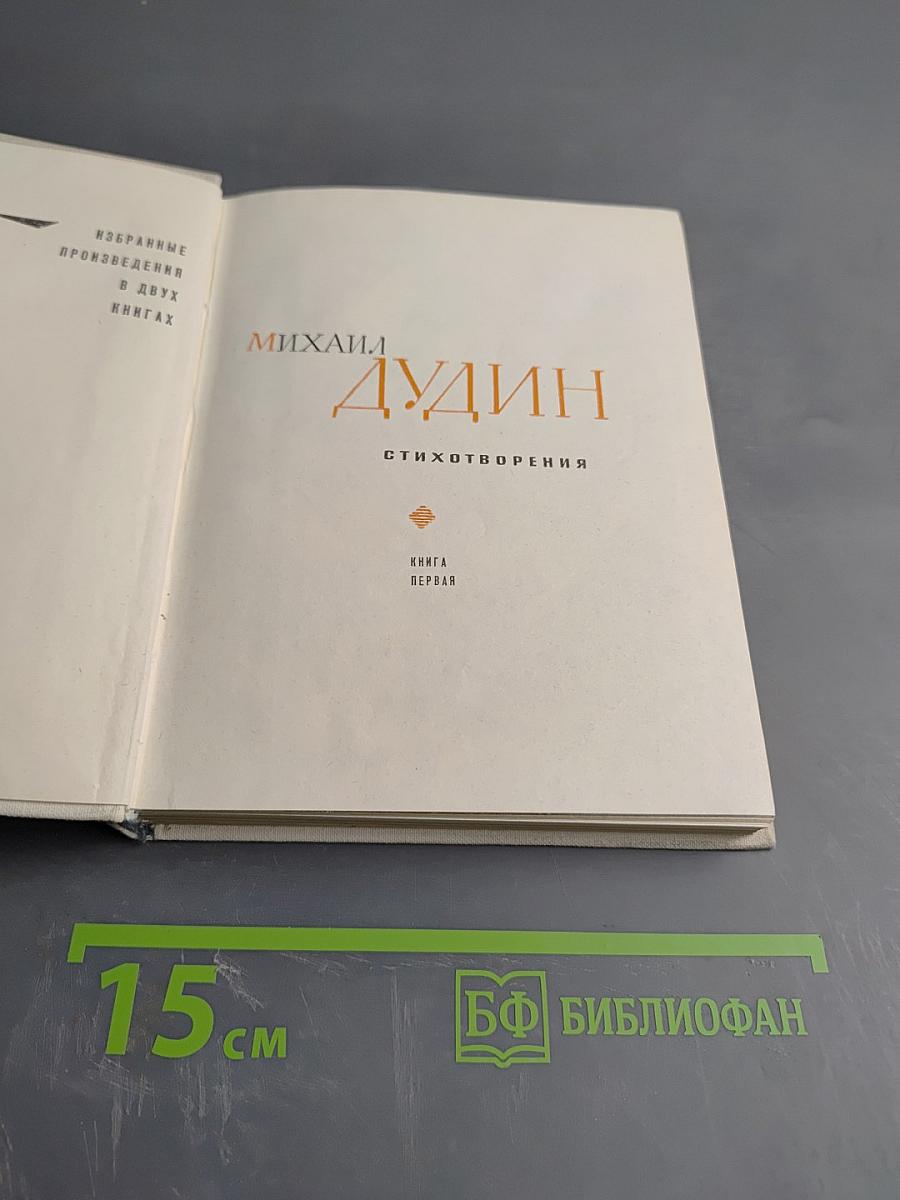 ИЗБРАННЫЕ
ПРОИЗВЕДЕНИЯ
В ДВУХ
КНИГАХ
МИХАИЛ
ДУДИН
СТИХОТВОРЕНИЯ
КНИГА
ПЕРВАЯ
15 см
БФ БИБЛИОФАН